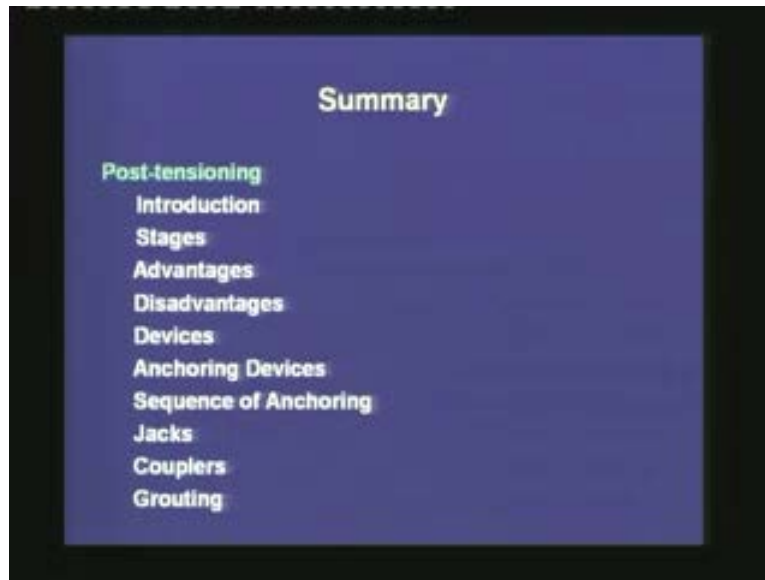 Summary
Post-tensioning
Introduction
Stages
Advantages
Disadvantages
Devices
Anchoring Devices
Sequence of Anchoring
Jacks
Couplers
Grouting